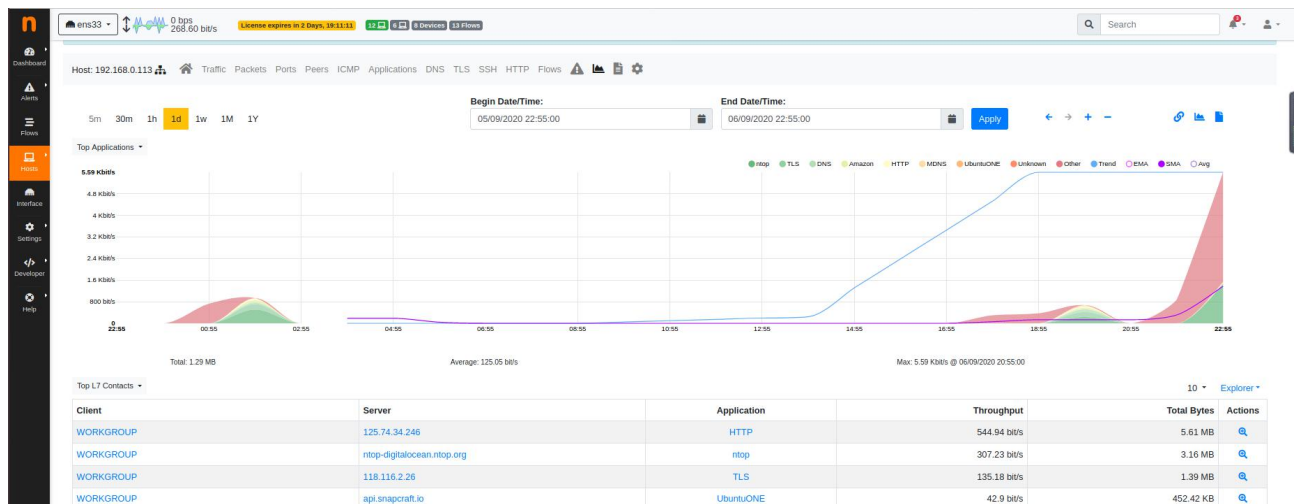 n
ens33
0 bps
268.60 bit/s
License expires in 2 Days, 19:11:11
12
6
8 Devices
13 Flows
Search
Dashboard
Alerts
Flows
Hosts
Interface
Settings
Developer
Help
Host: 192.168.0.113 Traffic Packets Ports Peers ICMP Applications DNS TLS SSH HTTP Flows
5m 30m 1h 1d 1w 1M 1Y
Begin Date/Time:
05/09/2020 22:55:00
End Date/Time:
06/09/2020 22:55:00
Apply
Top Applications
ntop TLS DNS Amazon HTTP MDNS UbuntuONE Unknown Other Trend EMA SMA Avg
5.59 Kbit/s
4.8 Kbit/s
4 Kbit/s
3.2 Kbit/s
2.4 Kbit/s
1.6 Kbit/s
800 bit/s
0
22:55 00:55 02:55 04:55 06:55 08:55 10:55 12:55 14:55 16:55 18:55 20:55 22:55
Total: 1.29 MB Average: 125.05 bit/s Max: 5.59 Kbit/s @ 06/09/2020 20:55:00
Top L7 Contacts
10 Explorer
Client Server Application Throughput Total Bytes Actions
WORKGROUP 125.74.34.246 HTTP 544.94 bit/s 5.61 MB
WORKGROUP ntop-digitalocean.ntop.org ntop 307.23 bit/s 3.16 MB
WORKGROUP 118.116.2.26 TLS 135.18 bit/s 1.39 MB
WORKGROUP api.snapcraft.io UbuntuONE 42.9 bit/s 452.42 KB